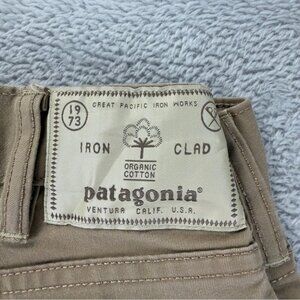 GREAT PACIFIC IRON WORKS
19
73
IRON CLAD
ORGANIC
COTTON
patagonia®
VENTURA CALIF. U.S.A.